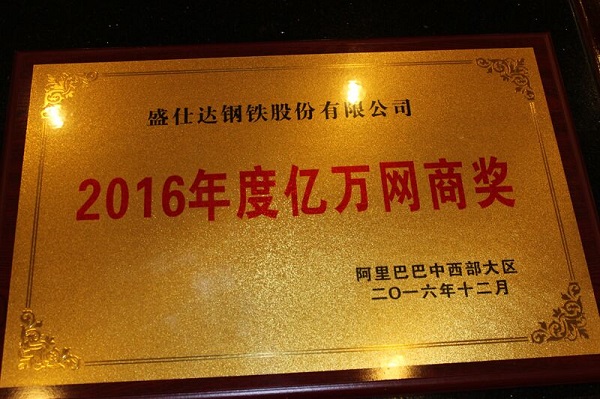 盛仕达钢铁股份有限公司
2016年度亿万网商奖
阿里巴巴中西部大区
二〇一六年十二月